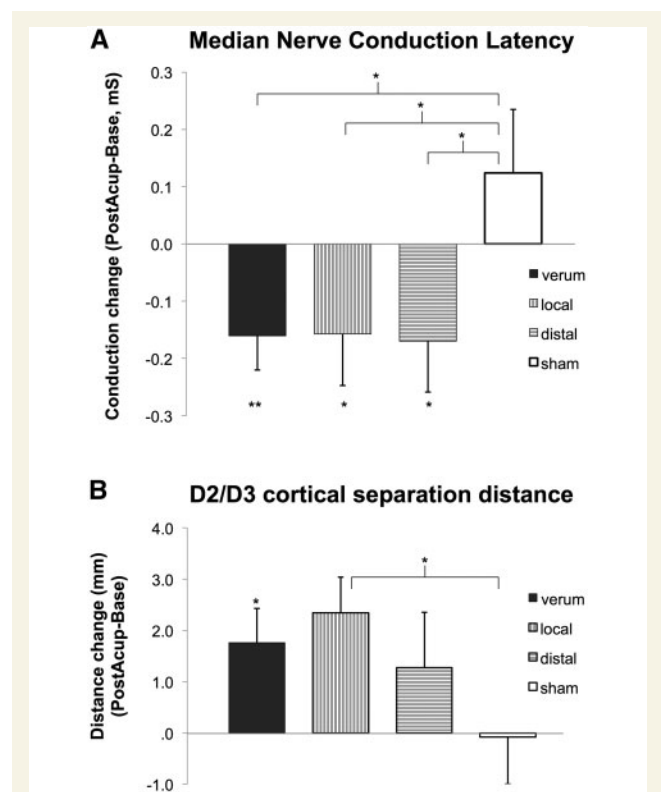 A Median Nerve Conduction Latency
Conduction change (PostAcup-Base, mS)
0.3
0.2
0.1
0.0
-0.1
-0.2
-0.3
*
*
*
** * *
verum
local
distal
sham
B D2/D3 cortical separation distance
Distance change (mm)
(PostAcup-Base)
4.0
3.0
2.0
1.0
.0
-1.0
*
*
verum
local
distal
sham